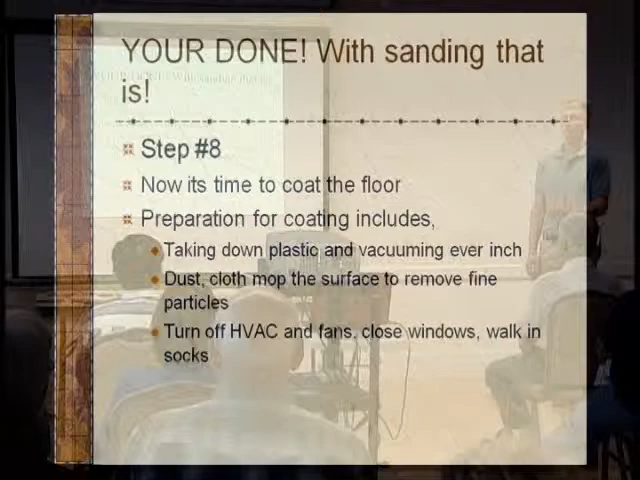 YOUR DONE! With sanding that
is!
Step #8
Now its time to coat the floor
Preparation for coating includes,
Taking down plastic and vacuuming ever inch
Dust, cloth mop the surface to remove fine
particles
Turn off HVAC and fans, close windows, walk in
socks